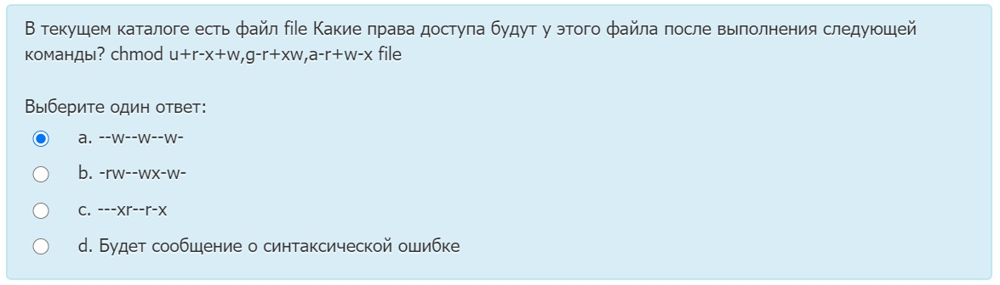 В текущем каталоге есть файл file Какие права доступа будут у этого файла после выполнения следующей
команды? chmod u+r-x+w,g-r+xw,a-r+w-x file
Выберите один ответ:
a. --w--w--w-
b. -rw--wx-w-
c. ---xr--r-x
d. Будет сообщение о синтаксической ошибке